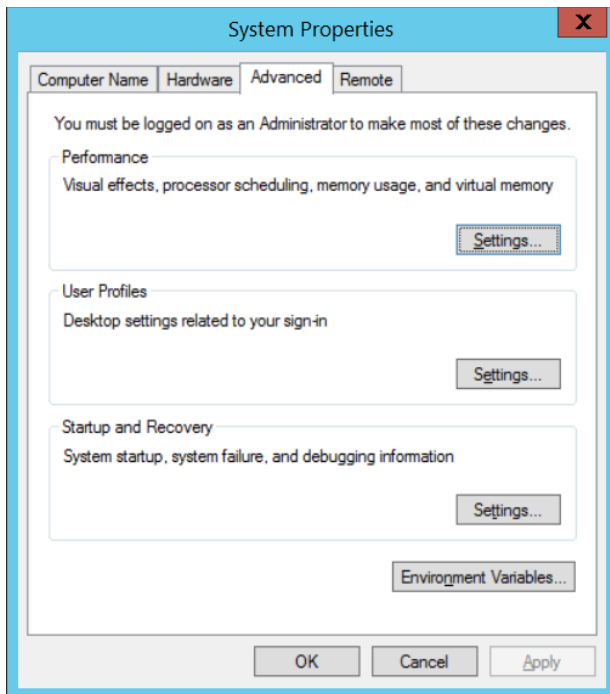 System Properties
x
Computer Name Hardware Advanced Remote
You must be logged on as an Administrator to make most of these changes.
Performance
Visual effects, processor scheduling, memory usage, and virtual memory
Settings...
User Profiles
Desktop settings related to your sign-in
Settings...
Startup and Recovery
System startup, system failure, and debugging information
Settings...
Environment Variables...
OK Cancel Apply